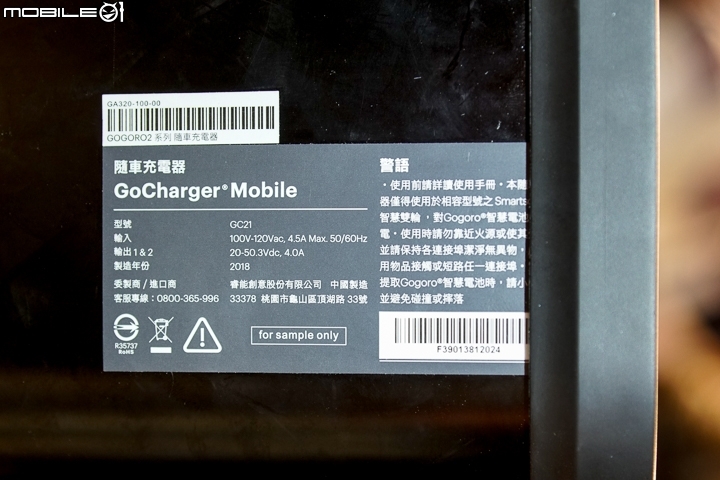 MOBILE01
GA320-100-00
GOGORO2 系列 隨車充電器
隨車充電器
GoCharger® Mobile
型號 GC21
輸入 100V-120Vac, 4.5A Max. 50/60Hz
輸出 1 & 2 20-50.3Vdc, 4.0A
製造年份 2018
委製商 / 進口商 睿能創意股份有限公司 中國製造
客服專線：0800-365-996 33378 桃園市龜山區頂湖路 33號
R35737
RoHS
for sample only
警語
・使用前請詳讀使用手冊。本隨
器僅得使用於相容型號之 Smartsc
智慧雙輪，對Gogoro®智慧電池
電。使用時請勿靠近火源或使其
並請保持各連接埠潔淨無異物，
用物品接觸或短路任一連接埠。
提取Gogoro®智慧電池時，請小
並避免碰撞或摔落
F39013812024